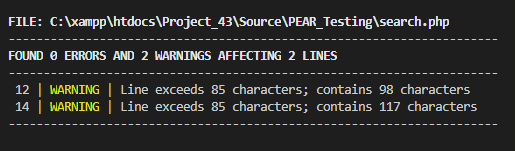 FILE: C:\xampp\htdocs\Project_43\Source\PEAR_Testing\search.php
----------------------------------------------------------------------
FOUND 0 ERRORS AND 2 WARNINGS AFFECTING 2 LINES
----------------------------------------------------------------------
12 | WARNING | Line exceeds 85 characters; contains 98 characters
14 | WARNING | Line exceeds 85 characters; contains 117 characters
----------------------------------------------------------------------